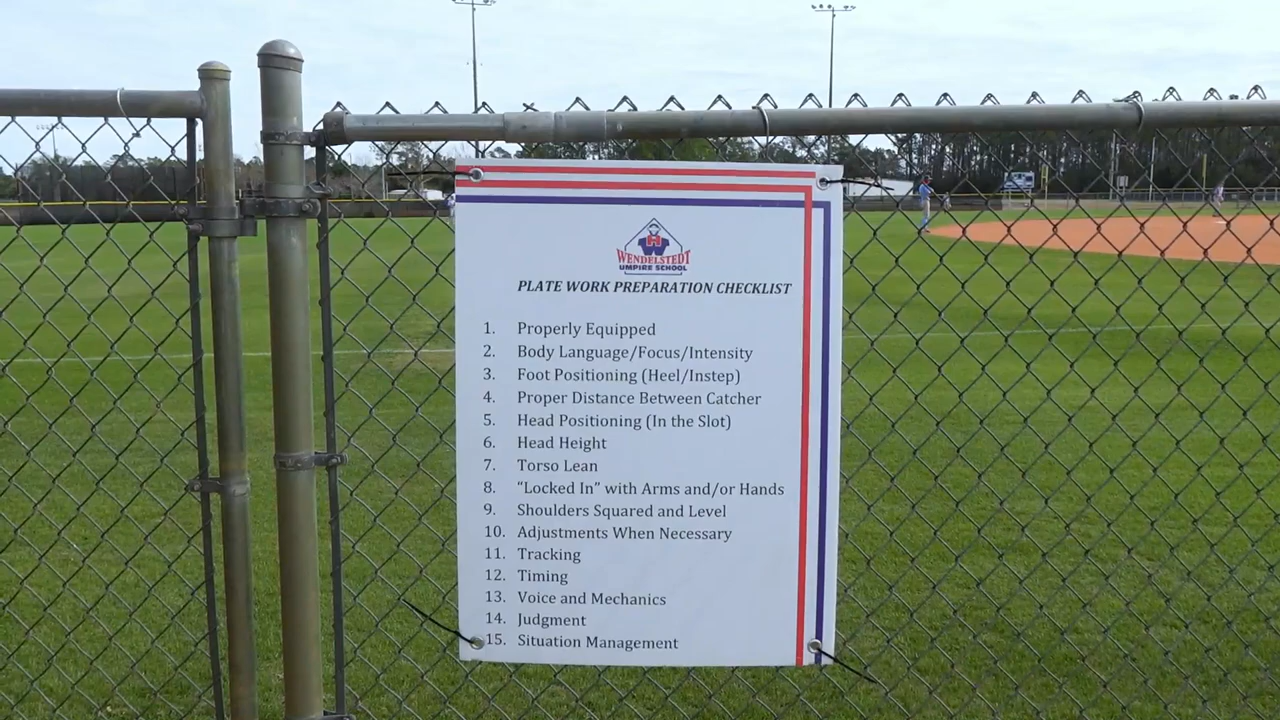 WENDELSTEDT
UMPIRE SCHOOL
PLATE WORK PREPARATION CHECKLIST
1. Properly Equipped
2. Body Language/Focus/Intensity
3. Foot Positioning (Heel/Instep)
4. Proper Distance Between Catcher
5. Head Positioning (In the Slot)
6. Head Height
7. Torso Lean
8. “Locked In” with Arms and/or Hands
9. Shoulders Squared and Level
10. Adjustments When Necessary
11. Tracking
12. Timing
13. Voice and Mechanics
14. Judgment
15. Situation Management